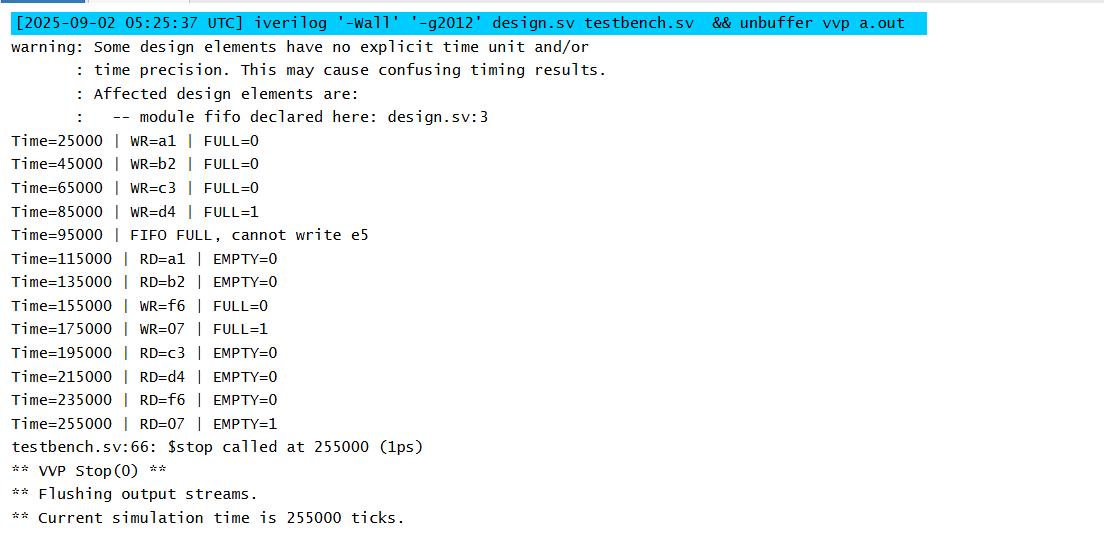 [2025-09-02 05:25:37 UTC] iverilog '-Wall' '-g2012' design.sv testbench.sv  && unbuffer vvp a.out
warning: Some design elements have no explicit time unit and/or
       : time precision. This may cause confusing timing results.
       : Affected design elements are:
       :   -- module fifo declared here: design.sv:3
Time=25000 | WR=a1 | FULL=0
Time=45000 | WR=b2 | FULL=0
Time=65000 | WR=c3 | FULL=0
Time=85000 | WR=d4 | FULL=1
Time=95000 | FIFO FULL, cannot write e5
Time=115000 | RD=a1 | EMPTY=0
Time=135000 | RD=b2 | EMPTY=0
Time=155000 | WR=f6 | FULL=0
Time=175000 | WR=07 | FULL=1
Time=195000 | RD=c3 | EMPTY=0
Time=215000 | RD=d4 | EMPTY=0
Time=235000 | RD=f6 | EMPTY=0
Time=255000 | RD=07 | EMPTY=1
testbench.sv:66: $stop called at 255000 (1ps)
** VVP Stop(0) **
** Flushing output streams.
** Current simulation time is 255000 ticks.